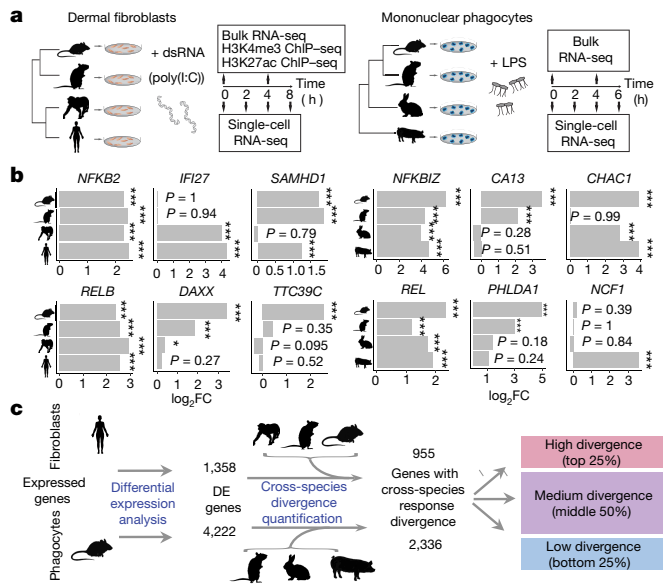 a
Dermal fibroblasts
+ dsRNA
(poly(I:C))
Bulk RNA-seq
H3K4me3 ChIP–seq
H3K27ac ChIP–seq
Time
0 2 4 8 (h)
Single-cell
RNA-seq
Mononuclear phagocytes
+ LPS
Bulk
RNA-seq
Time
0 2 4 6 (h)
Single-cell
RNA-seq
b
NFKB2
***
***
***
***
0 1 2
IFI27
P = 1
P = 0.94
***
***
0 2 4
SAMHD1
***
***
P = 0.79
***
0 0.5 1.0 1.5
NFKBIZ
***
***
***
***
0 2 4 6
CA13
***
***
P = 0.28
P = 0.51
0 1 2 3
CHAC1
***
P = 0.99
***
***
0 1 2 3 4
RELB
***
***
***
***
0 1 2
DAXX
***
***
*
P = 0.27
0 1 2 3
TTC39C
***
P = 0.35
P = 0.095
P = 0.52
0 1 2
REL
***
***
***
***
0 1 2
PHLDA1
***
***
P = 0.18
P = 0.24
1 3 5
NCF1
P = 0.39
P = 1
P = 0.84
***
0 1 2 3
log2FC
log2FC
c
Fibroblasts
Expressed
genes
Phagocytes
Differential
expression
analysis
1,358
DE
genes
4,222
Cross-species
divergence
quantification
955
Genes with
cross-species
response
divergence
2,336
High divergence
(top 25%)
Medium divergence
(middle 50%)
Low divergence
(bottom 25%)